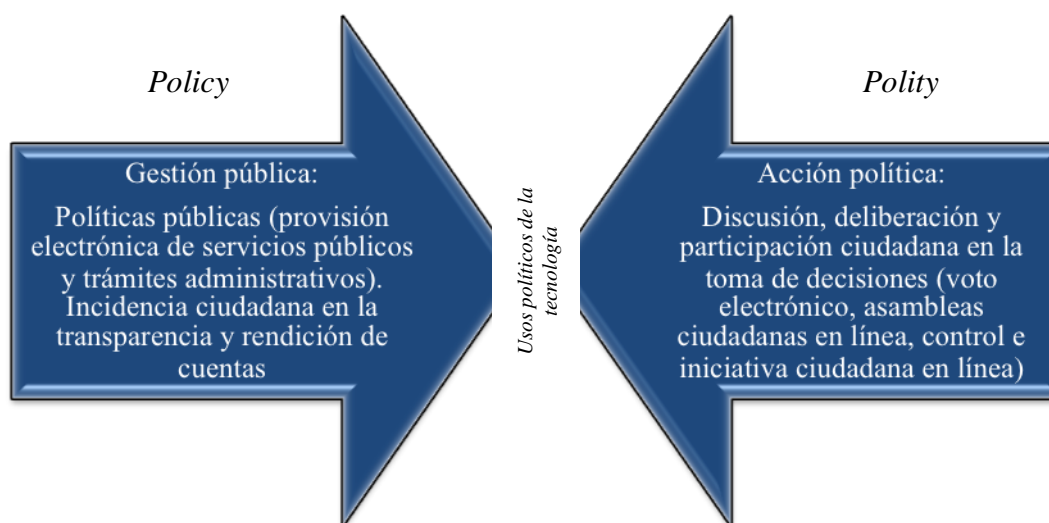 Policy
Gestión pública:
Políticas públicas (provisión
electrónica de servicios públicos
y trámites administrativos).
Incidencia ciudadana en la
transparencia y rendición de
cuentas
Usos políticos de la
tecnología
Polity
Acción política:
Discusión, deliberación y
participación ciudadana en la
toma de decisiones (voto
electrónico, asambleas
ciudadanas en línea, control e
iniciativa ciudadana en línea)